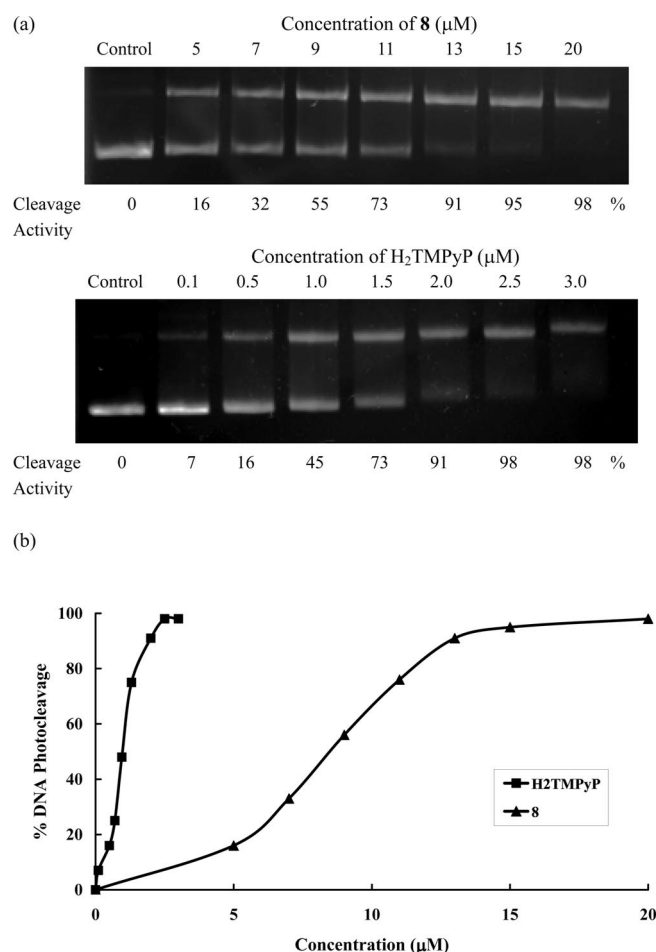 (a)
Concentration of 8 (μM)
Control 5 7 9 11 13 15 20
Cleavage 0 16 32 55 73 91 95 98 %
Activity
Concentration of H₂TMPyP (μM)
Control 0.1 0.5 1.0 1.5 2.0 2.5 3.0
Cleavage 0 7 16 45 73 91 98 98 %
Activity
(b)
% DNA Photocleavage
100
80
60
40
20
0
H2TMPyP
8
0 5 10 15 20
Concentration (μM)